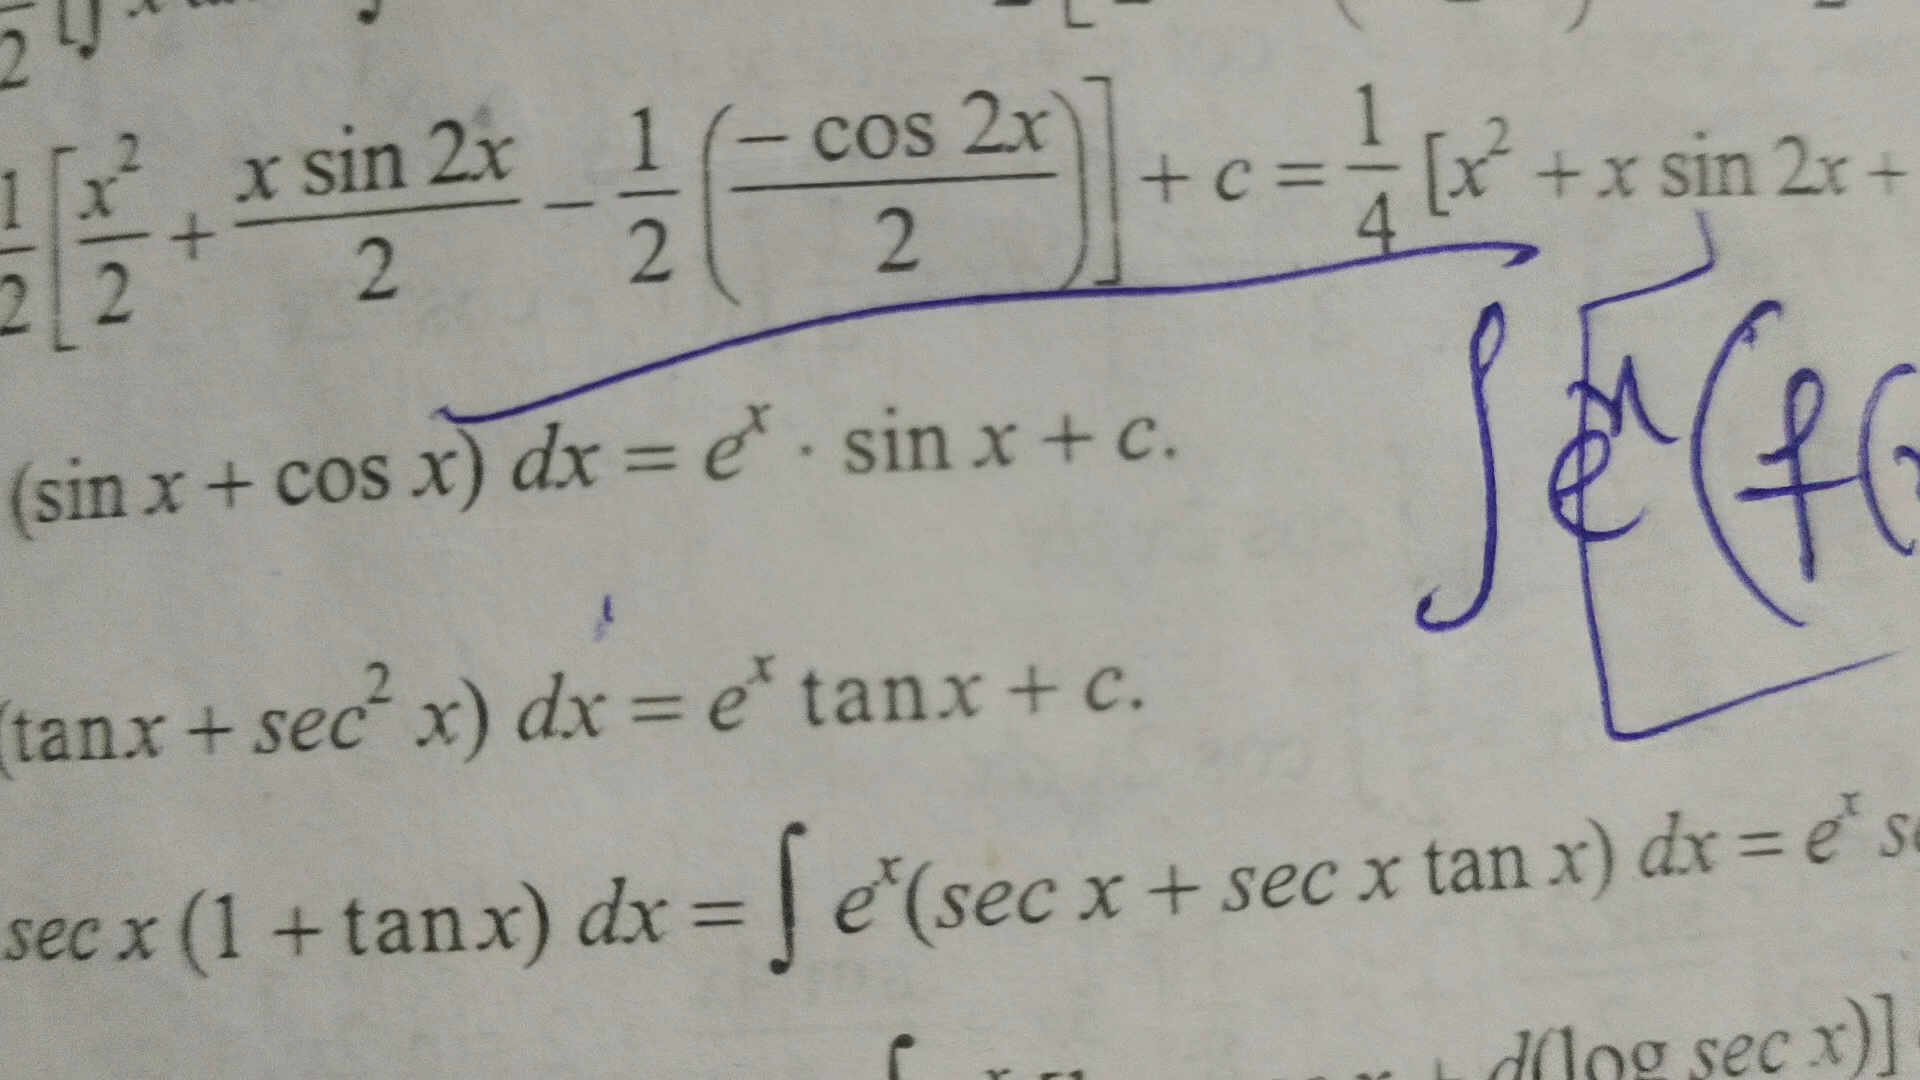 1/2 [x²/2 + x sin 2x/2 − 1/2 (− cos 2x/2)] + c = 1/4 [x² + x sin 2x +
(sin x + cos x) dx = eˣ · sin x + c.
∫ eˣ (f(
(tan x + sec² x) dx = eˣ tan x + c.
sec x (1 + tan x) dx = ∫ eˣ(sec x + sec x tan x) dx = eˣ
d(log sec x)]